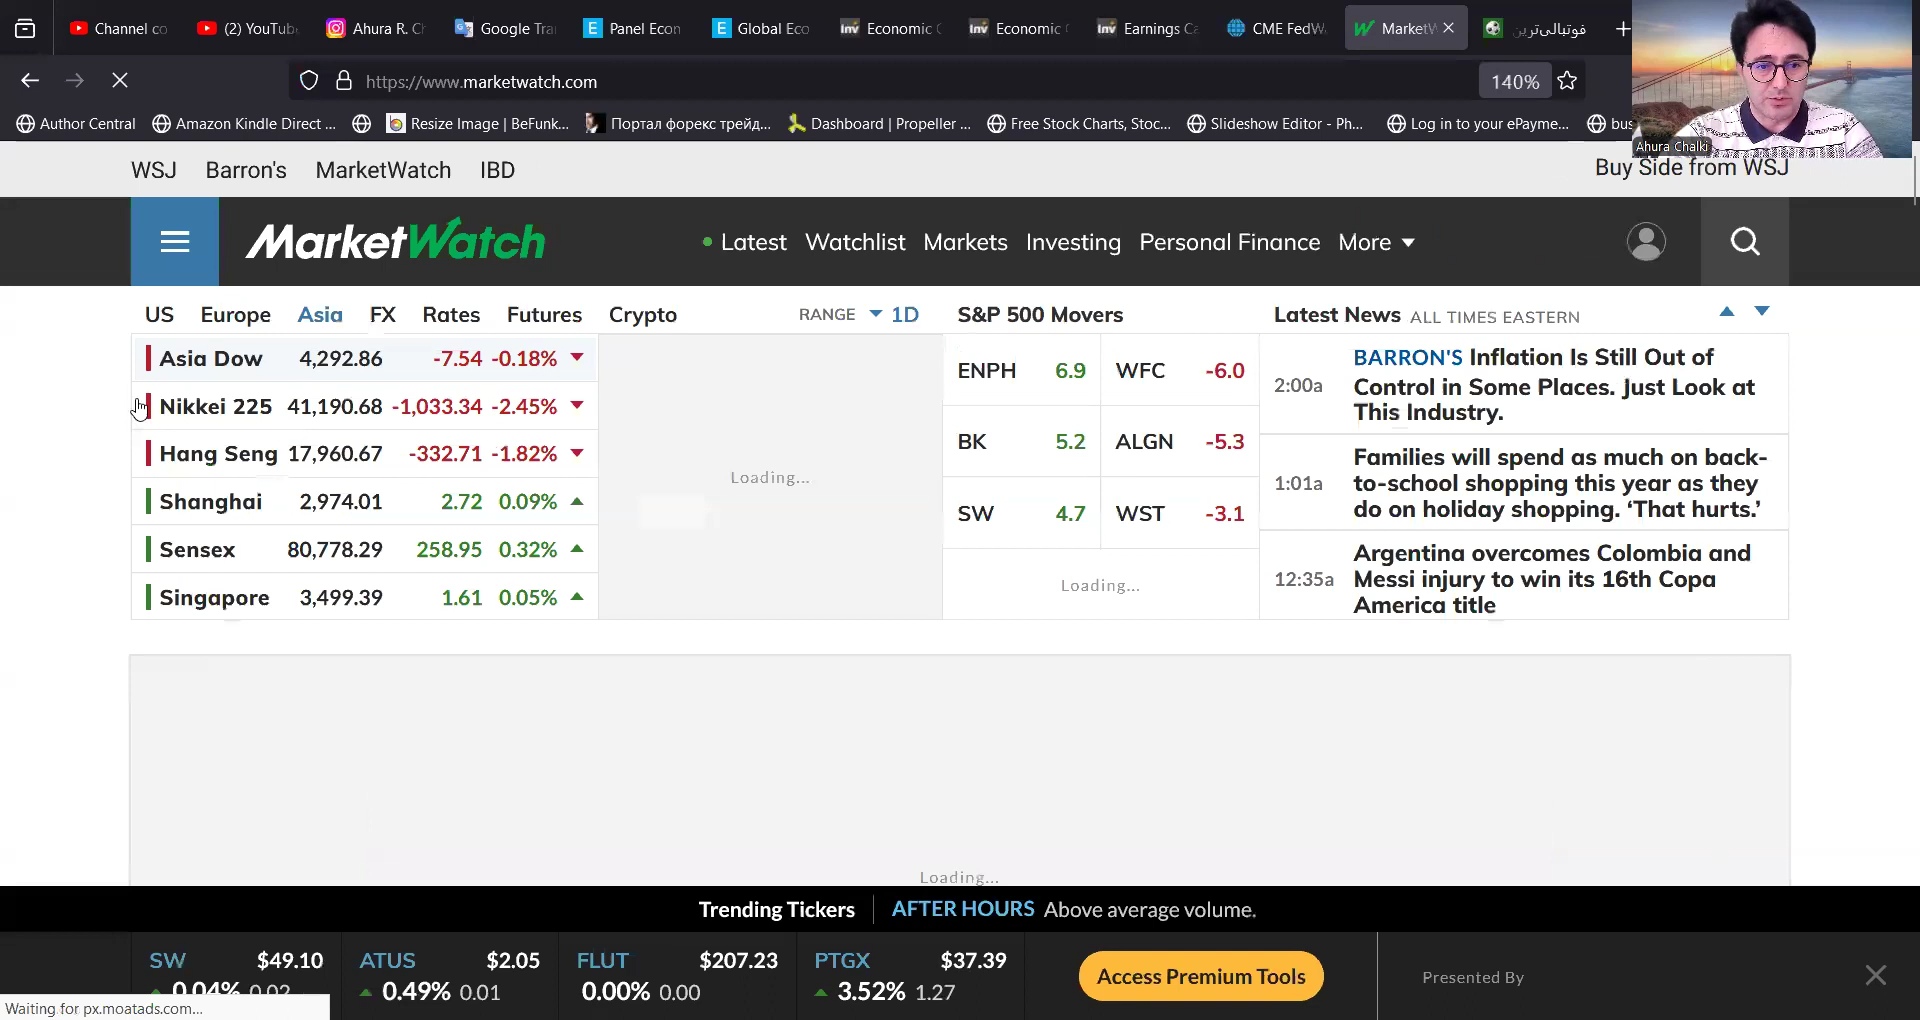 Channel co
(2) YouTub
Ahura R. C
Google Tra
Panel Econ
Global Eco
Economic C
Economic
Earnings Ca
CME FedW
MarketW
فوتبالی‌ترین
https://www.marketwatch.com
140%
Author Central
Amazon Kindle Direct ...
Resize Image | BeFunk...
Портал форекс трейд...
Dashboard | Propeller ...
Free Stock Charts, Stoc...
Slideshow Editor - Ph...
Log in to your ePayme...
bus
Ahura Chalki
WSJ Barron's MarketWatch IBD
Buy Side from WSJ
MarketWatch
Latest Watchlist Markets Investing Personal Finance More
US Europe Asia FX Rates Futures Crypto
RANGE 1D
Asia Dow 4,292.86 -7.54 -0.18%
Nikkei 225 41,190.68 -1,033.34 -2.45%
Hang Seng 17,960.67 -332.71 -1.82%
Shanghai 2,974.01 2.72 0.09%
Sensex 80,778.29 258.95 0.32%
Singapore 3,499.39 1.61 0.05%
Loading...
S&P 500 Movers
ENPH 6.9 WFC -6.0
BK 5.2 ALGN -5.3
SW 4.7 WST -3.1
Loading...
Latest News ALL TIMES EASTERN
2:00a
BARRON'S Inflation Is Still Out of
Control in Some Places. Just Look at
This Industry.
1:01a
Families will spend as much on back-
to-school shopping this year as they
do on holiday shopping. ‘That hurts.’
12:35a
Argentina overcomes Colombia and
Messi injury to win its 16th Copa
America title
Loading...
Trending Tickers AFTER HOURS Above average volume.
SW $49.10
0.04% 0.02
ATUS $2.05
0.49% 0.01
FLUT $207.23
0.00% 0.00
PTGX $37.39
3.52% 1.27
Access Premium Tools
Presented By
Waiting for px.moatads.com...